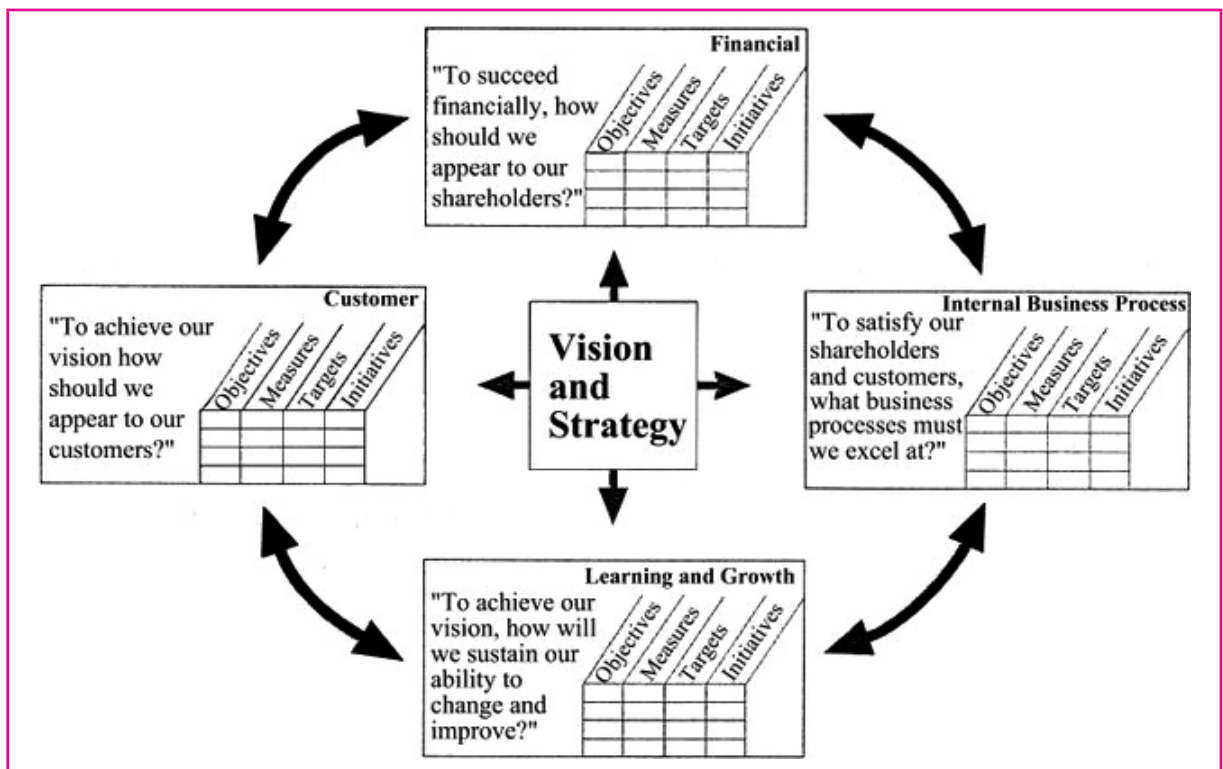 Financial
"To succeed
financially, how
should we
appear to our
shareholders?"
Objectives
Measures
Targets
Initiatives
Customer
"To achieve our
vision how
should we
appear to our
customers?"
Objectives
Measures
Targets
Initiatives
Vision
and
Strategy
Internal Business Process
"To satisfy our
shareholders
and customers,
what business
processes must
we excel at?"
Objectives
Measures
Targets
Initiatives
Learning and Growth
"To achieve our
vision, how will
we sustain our
ability to
change and
improve?"
Objectives
Measures
Targets
Initiatives